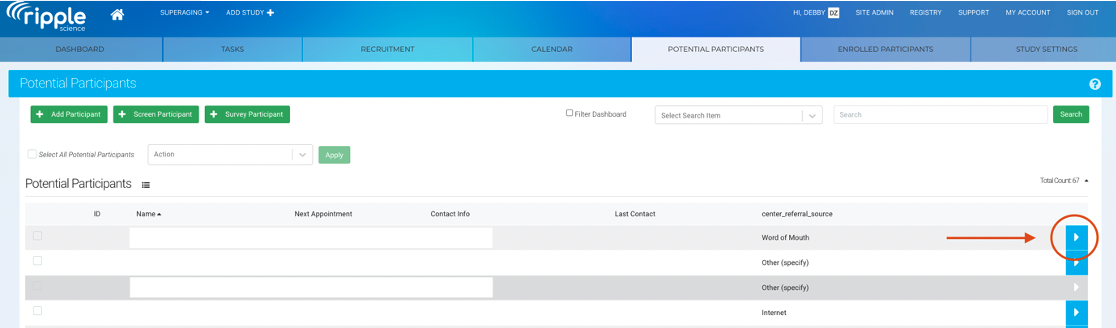 ripple
science
SUPERAGING
ADD STUDY +
HI, DEBBY DZ
SITE ADMIN
REGISTRY
SUPPORT
MY ACCOUNT
SIGN OUT
DASHBOARD
TASKS
RECRUITMENT
CALENDAR
POTENTIAL PARTICIPANTS
ENROLLED PARTICIPANTS
STUDY SETTINGS
Potential Participants
?
+ Add Participant
+ Screen Participant
+ Survey Participant
Filter Dashboard
Select Search Item
Search
Search
Select All Potential Participants
Action
Apply
Potential Participants
Total Count: 67
ID
Name
Next Appointment
Contact Info
Last Contact
center_referral_source
Word of Mouth
Other (specify)
Other (specify)
Internet